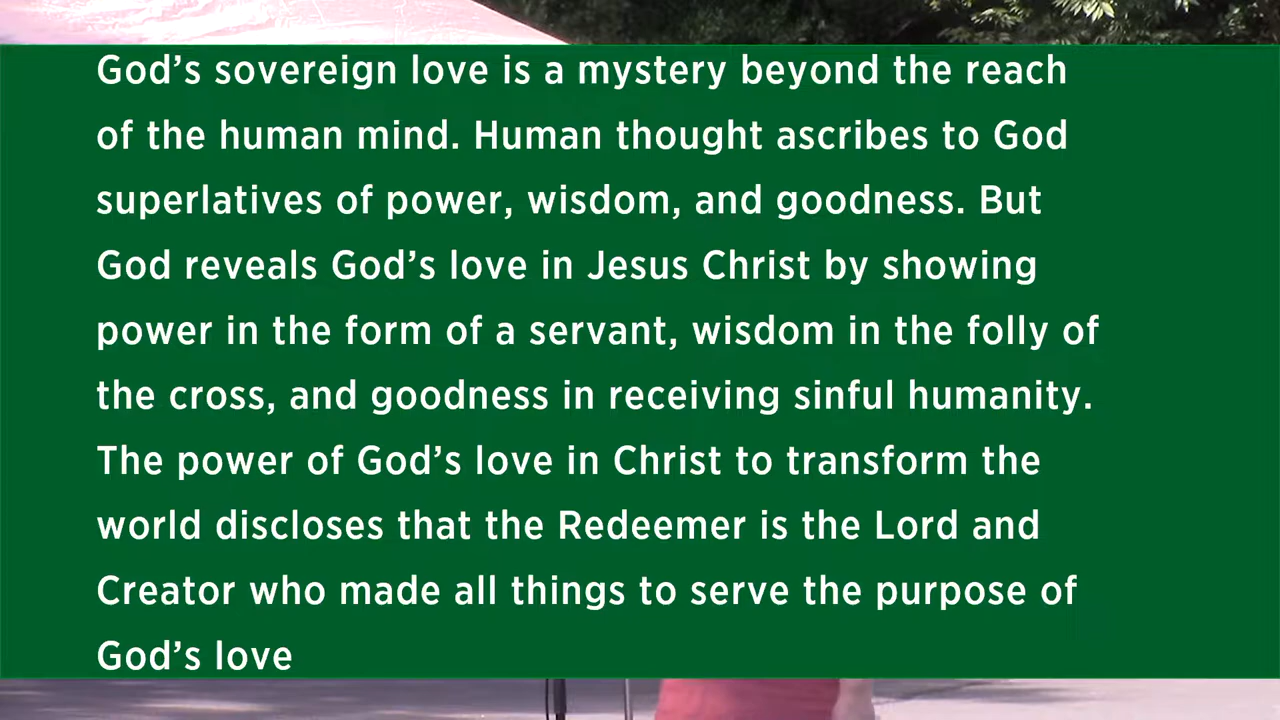 God’s sovereign love is a mystery beyond the reach
of the human mind. Human thought ascribes to God
superlatives of power, wisdom, and goodness. But
God reveals God’s love in Jesus Christ by showing
power in the form of a servant, wisdom in the folly of
the cross, and goodness in receiving sinful humanity.
The power of God’s love in Christ to transform the
world discloses that the Redeemer is the Lord and
Creator who made all things to serve the purpose of
God’s love